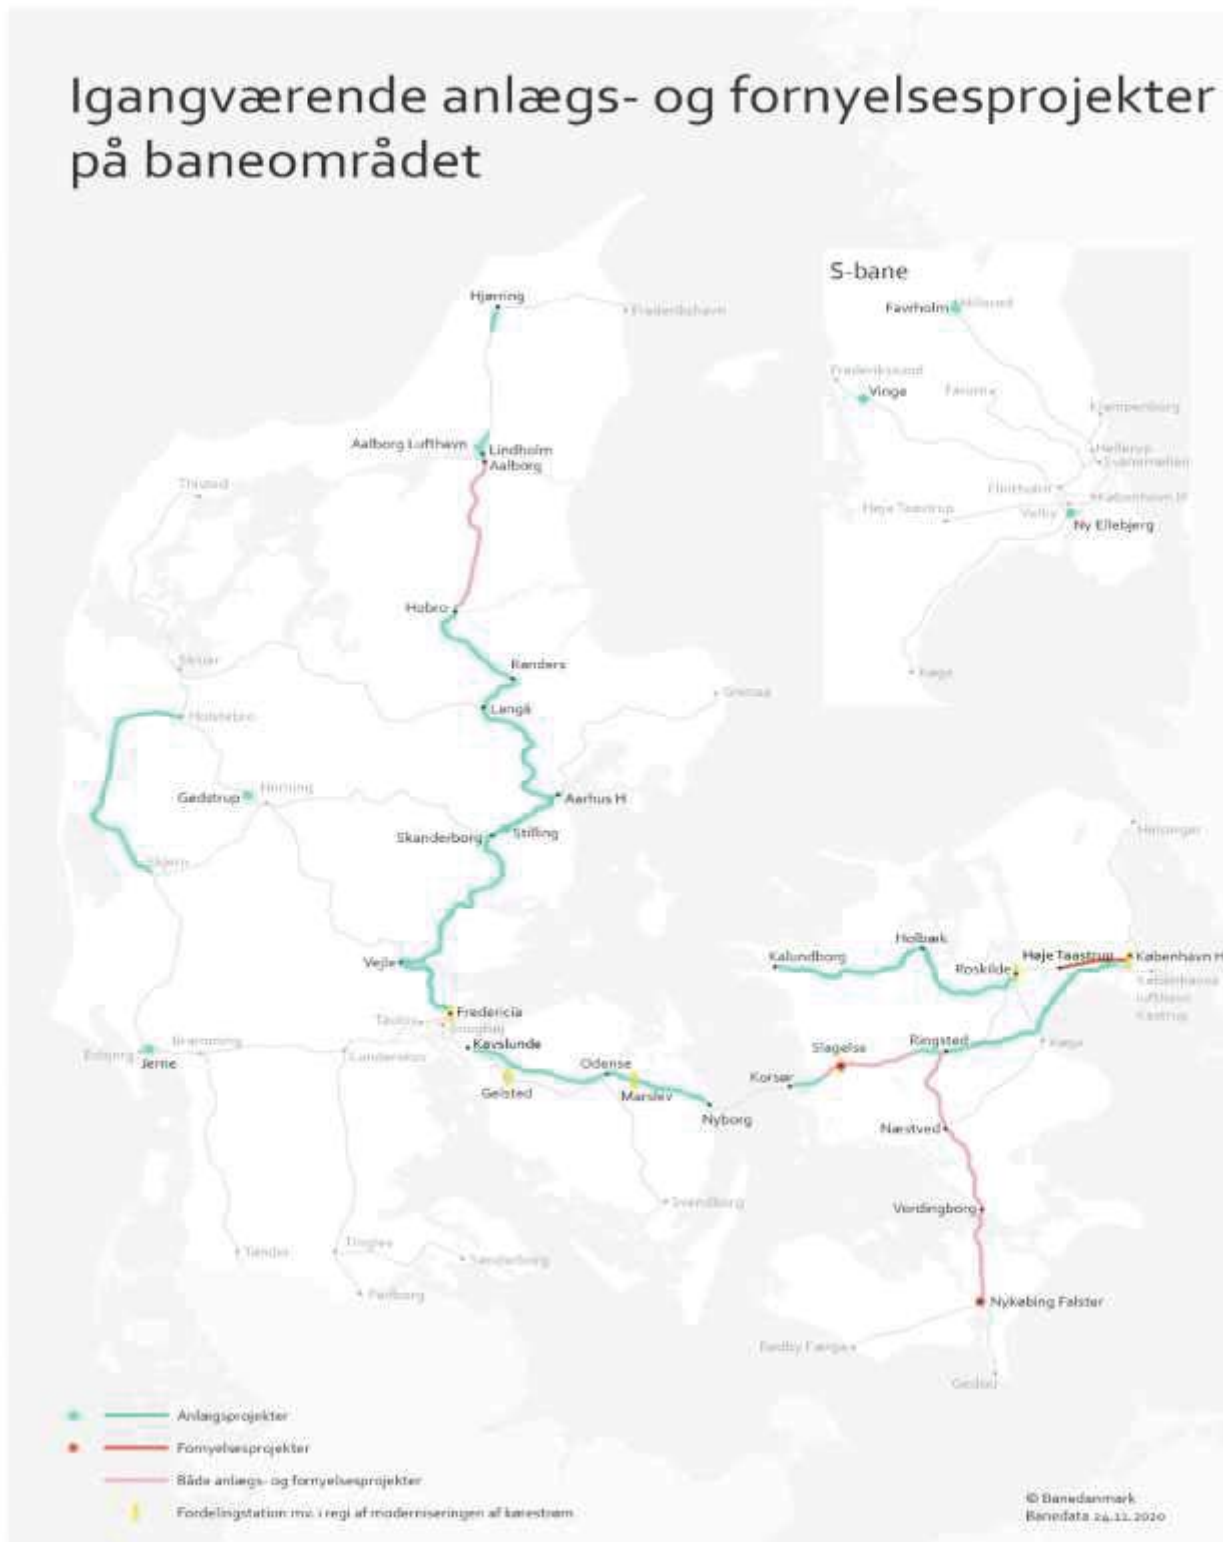 Igangværende anlægs- og fornyelsesprojekter
på baneområdet
S-bane
Hjørring
Frederikshavn
Favrholm
Hillerød
Frederikssund
Vinge
Farum
Klampenborg
Aalborg Lufthavn
Lindholm
Aalborg
Hellerup
Svanemøllen
Thisted
Flintholm
København H
Høje Taastrup
Valby
Ny Ellebjerg
Hobro
Struer
Randers
Køge
Grenaa
Langå
Holstebro
Gødstrup
Herning
Aarhus H
Skanderborg
Stilling
Helsingør
Skjern
Holbæk
Vejle
Kalundborg
Roskilde
Høje Taastrup
København H
Københavns
Lufthavn
Kastrup
Fredericia
Taulov
Snoghøj
Esbjerg
Bramming
Jerne
Lunderskov
Kavslunde
Odense
Slagelse
Ringsted
Køge
Gelsted
Marslev
Korsør
Nyborg
Næstved
Svendborg
Vordingborg
Tønder
Tinglev
Sønderborg
Padborg
Nykøbing Falster
Rødby Færge
Gedser
Anlægsprojekter
Fornyelsesprojekter
Både anlægs- og fornyelsesprojekter
Fordelingstation mv. i regi af moderniseringen af kørestrøm
© Banedanmark
Banedata 24.11.2020